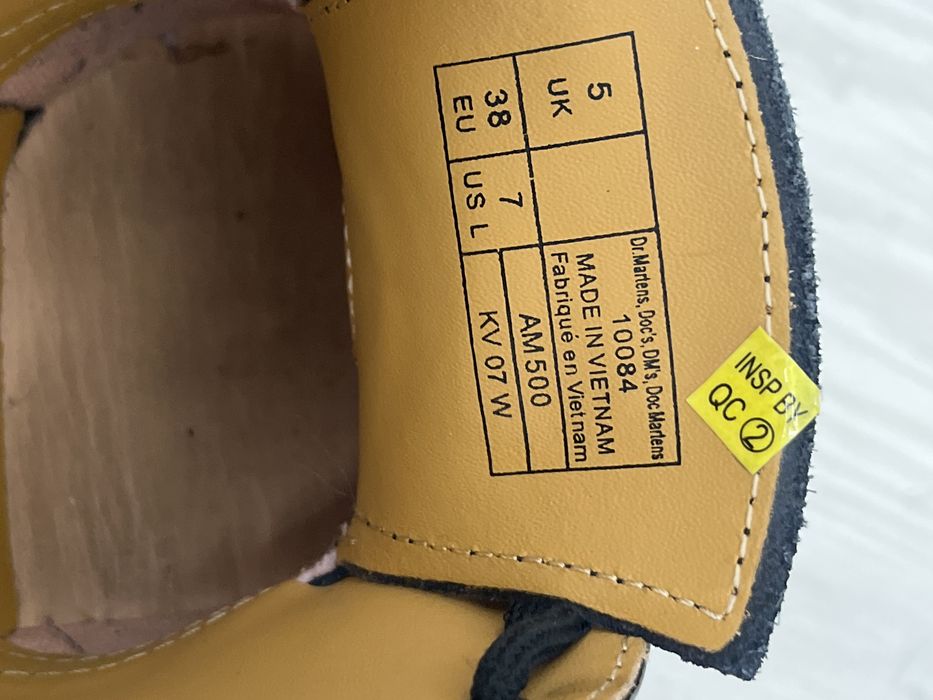 5
UK
38
EU
7
US L
Dr.Martens, Doc's, DM's, Doc Martens
10084
MADE IN VIETNAM
Fabriqué en Vietnam
AM500
KV 07 W
INSP BY
QC 2